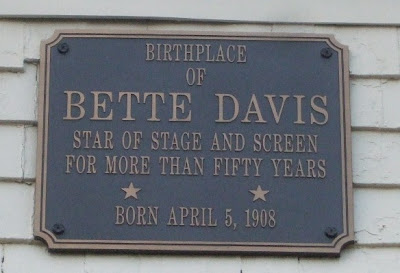 BIRTHPLACE
OF
BETTE DAVIS
STAR OF STAGE AND SCREEN
FOR MORE THAN FIFTY YEARS
BORN APRIL 5, 1908